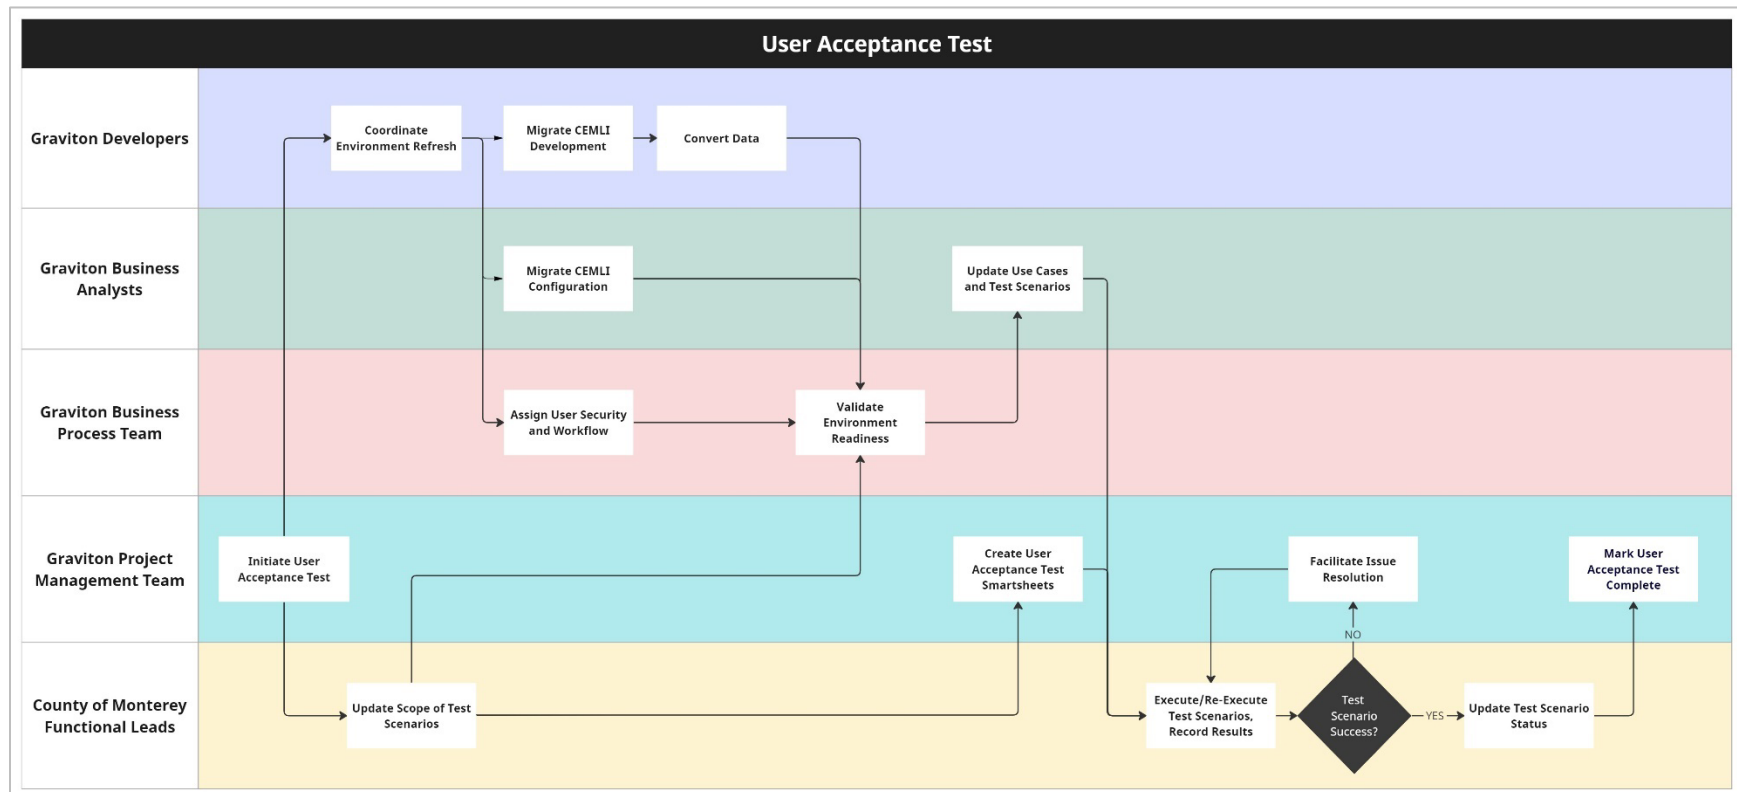 User Acceptance Test
Graviton Developers
Coordinate
Environment Refresh
Migrate CEMLI
Development
Convert Data
Graviton Business
Analysts
Migrate CEMLI
Configuration
Update Use Cases
and Test Scenarios
Graviton Business
Process Team
Assign User Security
and Workflow
Validate
Environment
Readiness
Graviton Project
Management Team
Initiate User
Acceptance Test
Create User
Acceptance Test
Smartsheets
Facilitate Issue
Resolution
Mark User
Acceptance Test
Complete
NO
County of Monterey
Functional Leads
Update Scope of Test
Scenarios
Execute/Re-Execute
Test Scenarios,
Record Results
Test
Scenario
Success?
YES
Update Test Scenario
Status